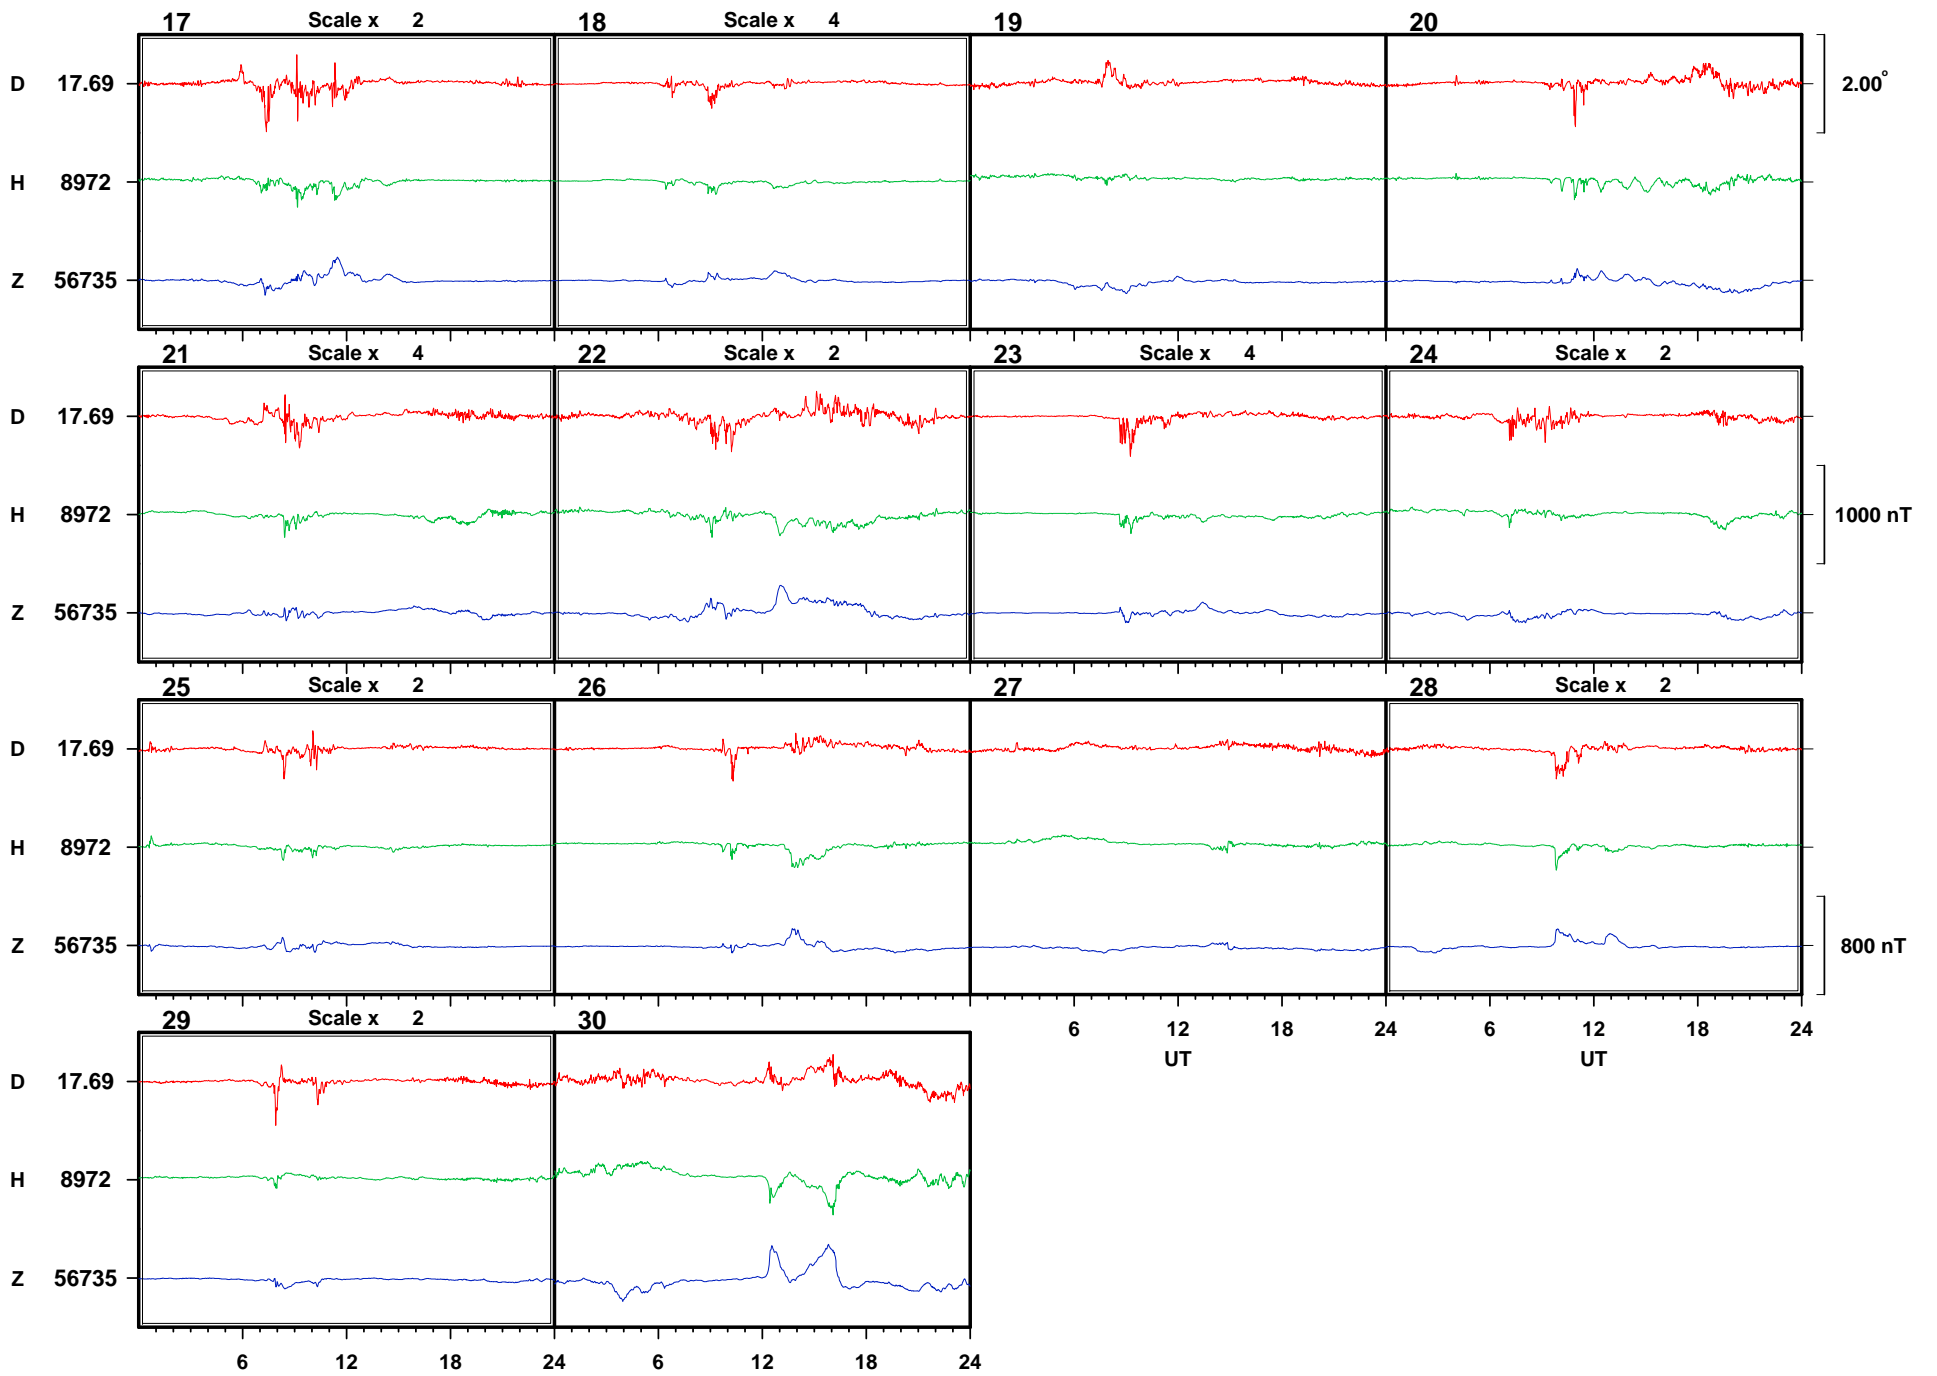 17 Scale x 2 18 Scale x 4 19 20
D 17.69 2.00°
H 8972
Z 56735
21 Scale x 4 22 Scale x 2 23 Scale x 4 24 Scale x 2
D 17.69
H 8972 1000 nT
Z 56735
25 Scale x 2 26 27 28 Scale x 2
D 17.69
H 8972
Z 56735 800 nT
29 Scale x 2 30
6 12 18 24 6 12 18 24
UT UT
D 17.69
H 8972
Z 56735
6 12 18 24 6 12 18 24